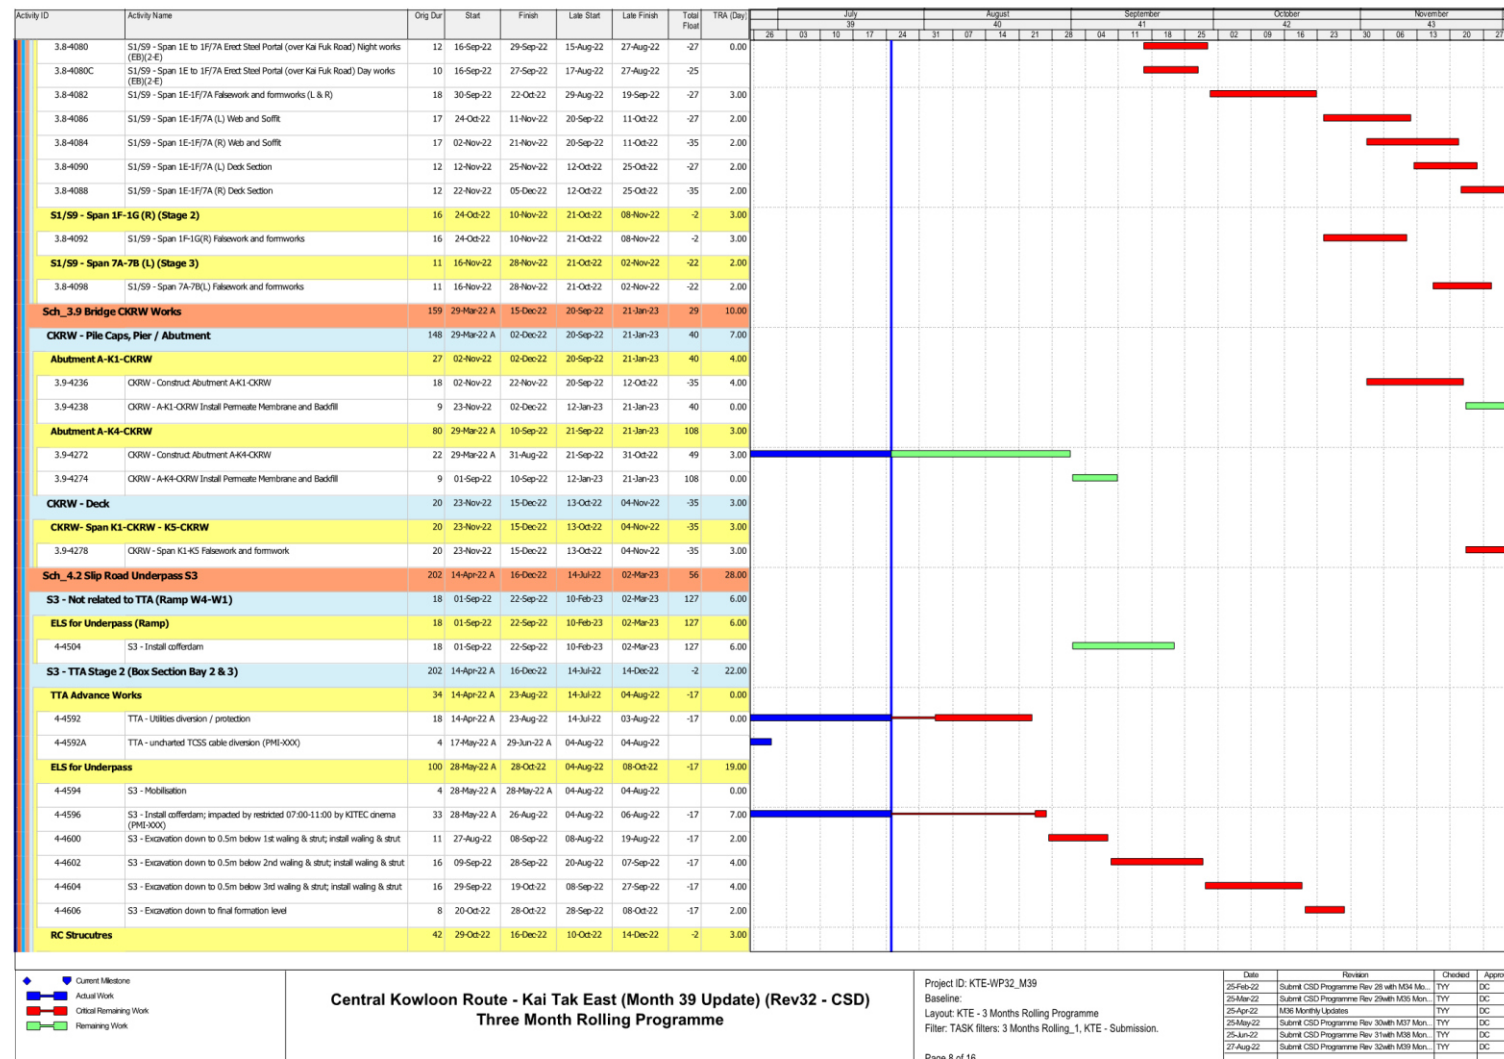 Activity ID Activity Name Orig Dur Start Finish Late Start Late Finish Total Float TRA (Day) July August September October November
39 40 41 42 43
26 03 10 17 24 31 07 14 21 28 04 11 18 25 02 09 16 23 30 06 13 20 27
3.8-4080 S1/S9 - Span 1E to 1F/7A Erect Steel Portal (over Kai Fuk Road) Night works 12 16-Sep-22 29-Sep-22 15-Aug-22 27-Aug-22 -27 0.00
(EB)(2-E)
3.8-4080C S1/S9 - Span 1E to 1F/7A Erect Steel Portal (over Kai Fuk Road) Day works 10 16-Sep-22 27-Sep-22 17-Aug-22 27-Aug-22 -25
(EB)(2-E)
3.8-4082 S1/S9 - Span 1E-1F/7A Falsework and formworks (L & R) 18 30-Sep-22 22-Oct-22 29-Aug-22 19-Sep-22 -27 3.00
3.8-4086 S1/S9 - Span 1E-1F/7A (L) Web and Soffit 17 24-Oct-22 11-Nov-22 20-Sep-22 11-Oct-22 -27 2.00
3.8-4084 S1/S9 - Span 1E-1F/7A (R) Web and Soffit 17 02-Nov-22 21-Nov-22 20-Sep-22 11-Oct-22 -35 2.00
3.8-4090 S1/S9 - Span 1E-1F/7A (L) Deck Section 12 12-Nov-22 25-Nov-22 12-Oct-22 25-Oct-22 -27 2.00
3.8-4088 S1/S9 - Span 1E-1F/7A (R) Deck Section 12 22-Nov-22 05-Dec-22 12-Oct-22 25-Oct-22 -35 2.00
S1/S9 - Span 1F-1G (R) (Stage 2) 16 24-Oct-22 10-Nov-22 21-Oct-22 08-Nov-22 -2 3.00
3.8-4092 S1/S9 - Span 1F-1G(R) Falsework and formworks 16 24-Oct-22 10-Nov-22 21-Oct-22 08-Nov-22 -2 3.00
S1/S9 - Span 7A-7B (L) (Stage 3) 11 16-Nov-22 28-Nov-22 21-Oct-22 02-Nov-22 -22 2.00
3.8-4098 S1/S9 - Span 7A-7B(L) Falsework and formworks 11 16-Nov-22 28-Nov-22 21-Oct-22 02-Nov-22 -22 2.00
Sch_3.9 Bridge CKRW Works 159 29-Mar-22 A 15-Dec-22 20-Sep-22 21-Jan-23 29 10.00
CKRW - Pile Caps, Pier / Abutment 148 29-Mar-22 A 02-Dec-22 20-Sep-22 21-Jan-23 40 7.00
Abutment A-K1-CKRW 27 02-Nov-22 02-Dec-22 20-Sep-22 21-Jan-23 40 4.00
3.9-4236 CKRW - Construct Abutment A-K1-CKRW 18 02-Nov-22 22-Nov-22 20-Sep-22 12-Oct-22 -35 4.00
3.9-4238 CKRW - A-K1-CKRW Install Permeate Membrane and Backfill 9 23-Nov-22 02-Dec-22 12-Jan-23 21-Jan-23 40 0.00
Abutment A-K4-CKRW 80 29-Mar-22 A 10-Sep-22 21-Sep-22 21-Jan-23 108 3.00
3.9-4272 CKRW - Construct Abutment A-K4-CKRW 22 29-Mar-22 A 31-Aug-22 21-Sep-22 31-Oct-22 49 3.00
3.9-4274 CKRW - A-K4-CKRW Install Permeate Membrane and Backfill 9 01-Sep-22 10-Sep-22 12-Jan-23 21-Jan-23 108 0.00
CKRW - Deck 20 23-Nov-22 15-Dec-22 13-Oct-22 04-Nov-22 -35 3.00
CKRW- Span K1-CKRW - K5-CKRW 20 23-Nov-22 15-Dec-22 13-Oct-22 04-Nov-22 -35 3.00
3.9-4278 CKRW - Span K1-K5 Falsework and formwork 20 23-Nov-22 15-Dec-22 13-Oct-22 04-Nov-22 -35 3.00
Sch_4.2 Slip Road Underpass S3 202 14-Apr-22 A 16-Dec-22 14-Jul-22 02-Mar-23 56 28.00
S3 - Not related to TTA (Ramp W4-W1) 18 01-Sep-22 22-Sep-22 10-Feb-23 02-Mar-23 127 6.00
ELS for Underpass (Ramp) 18 01-Sep-22 22-Sep-22 10-Feb-23 02-Mar-23 127 6.00
4-4504 S3 - Install cofferdam 18 01-Sep-22 22-Sep-22 10-Feb-23 02-Mar-23 127 6.00
S3 - TTA Stage 2 (Box Section Bay 2 & 3) 202 14-Apr-22 A 16-Dec-22 14-Jul-22 14-Dec-22 -2 22.00
TTA Advance Works 34 14-Apr-22 A 23-Aug-22 14-Jul-22 04-Aug-22 -17 0.00
4-4592 TTA - Utilities diversion / protection 18 14-Apr-22 A 23-Aug-22 14-Jul-22 03-Aug-22 -17 0.00
4-4592A TTA - uncharted TCSS cable diversion (PMI-XXX) 4 17-May-22 A 29-Jun-22 A 04-Aug-22 04-Aug-22
ELS for Underpass 100 28-May-22 A 28-Oct-22 04-Aug-22 08-Oct-22 -17 19.00
4-4594 S3 - Mobilisation 4 28-May-22 A 28-May-22 A 04-Aug-22 04-Aug-22 0.00
4-4596 S3 - Install cofferdam; impacted by restricted 07:00-11:00 by KITEC cinema 33 28-May-22 A 26-Aug-22 04-Aug-22 06-Aug-22 -17 7.00
(PMI-XXX)
4-4600 S3 - Excavation down to 0.5m below 1st waling & strut; install waling & strut 11 27-Aug-22 08-Sep-22 08-Aug-22 19-Aug-22 -17 2.00
4-4602 S3 - Excavation down to 0.5m below 2nd waling & strut; install waling & strut 16 09-Sep-22 28-Sep-22 20-Aug-22 07-Sep-22 -17 4.00
4-4604 S3 - Excavation down to 0.5m below 3rd waling & strut; install waling & strut 16 29-Sep-22 19-Oct-22 08-Sep-22 27-Sep-22 -17 4.00
4-4606 S3 - Excavation down to final formation level 8 20-Oct-22 28-Oct-22 28-Sep-22 08-Oct-22 -17 2.00
RC Strucutres 42 29-Oct-22 16-Dec-22 10-Oct-22 14-Dec-22 -2 3.00
Current Milestone
Actual Work
Critical Remaining Work
Remaining Work
Central Kowloon Route - Kai Tak East (Month 39 Update) (Rev32 - CSD)
Three Month Rolling Programme
Project ID: KTE-WP32_M39
Baseline:
Layout: KTE - 3 Months Rolling Programme
Filter: TASK filters: 3 Months Rolling_1, KTE - Submission.
Page 8 of 16
Date Revision Checked Appro
25-Feb-22 Submit CSD Programme Rev 28 with M34 Mo... TYY DC
25-Mar-22 Submit CSD Programme Rev 29with M35 Mon... TYY DC
25-Apr-22 M36 Monthly Updates TYY DC
25-May-22 Submit CSD Programme Rev 30with M37 Mon... TYY DC
25-Jun-22 Submit CSD Programme Rev 31with M38 Mon... TYY DC
27-Aug-22 Submit CSD Programme Rev 32with M39 Mon... TYY DC